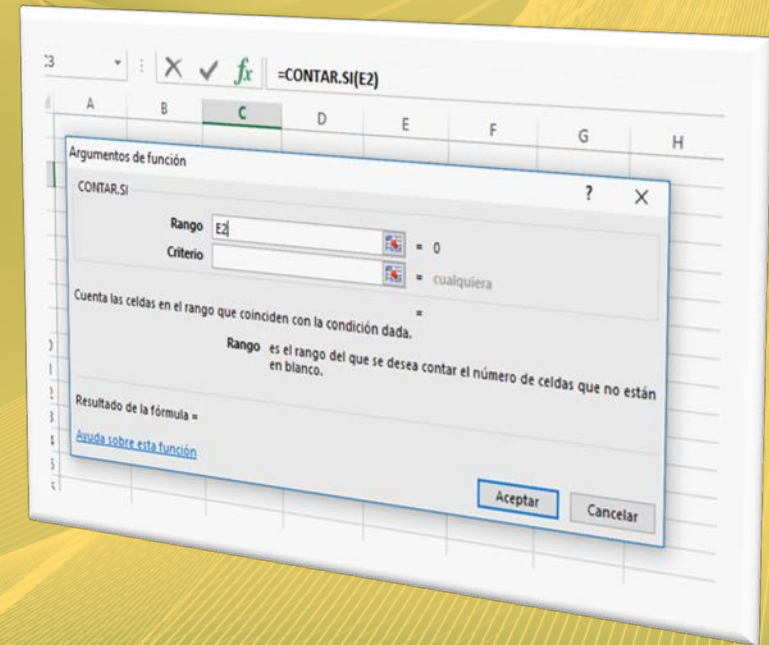 :3 fx =CONTAR.SI(E2)
A B C D E F G H
Argumentos de función ? X
CONTAR.SI
Rango E2 = 0
Criterio = cualquiera
=
Cuenta las celdas en el rango que coinciden con la condición dada.
Rango es el rango del que se desea contar el número de celdas que no están
en blanco.
Resultado de la fórmula =
Ayuda sobre esta función
Aceptar Cancelar